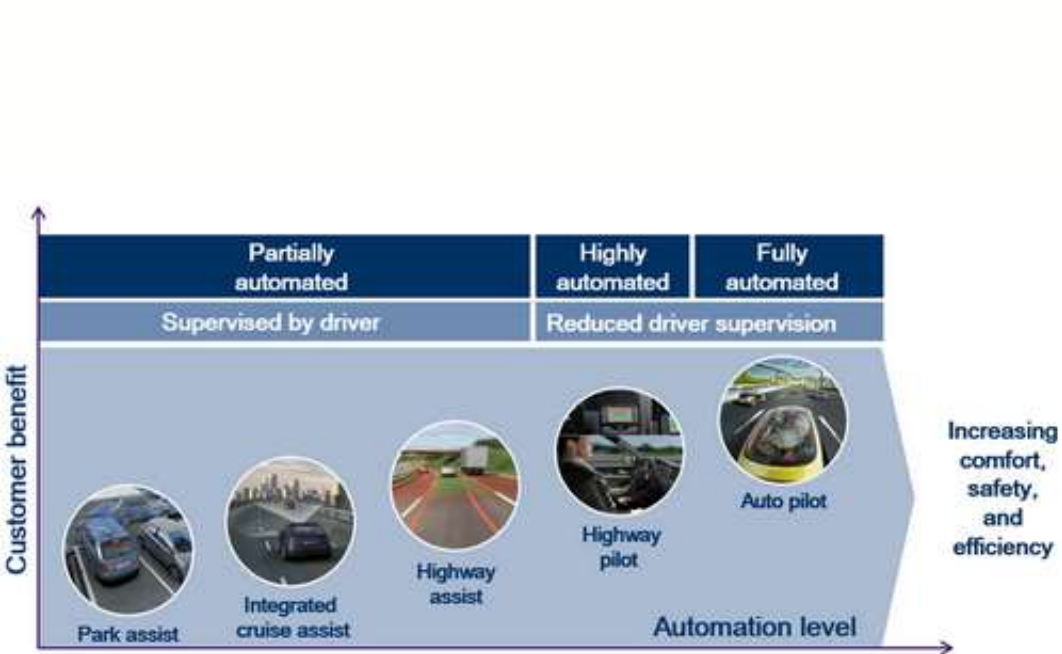 Partially
automated
Highly
automated
Fully
automated
Supervised by driver
Reduced driver supervision
Customer benefit
Park assist
Integrated
cruise assist
Highway
assist
Highway
pilot
Auto pilot
Automation level
Increasing
comfort,
safety,
and
efficiency